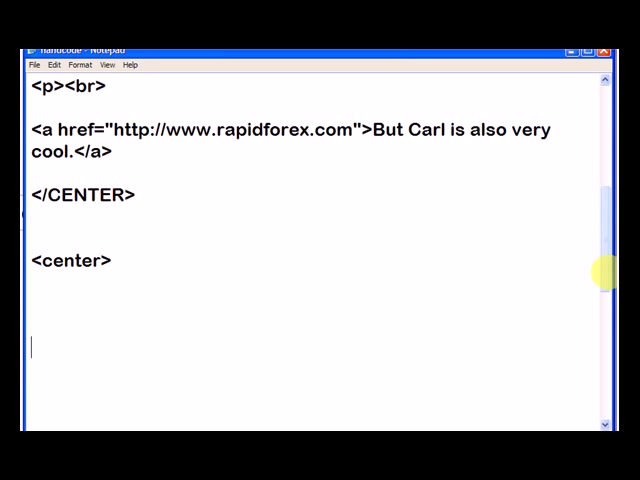 handcode - Notepad
File Edit Format View Help
<p><br>
<a href="http://www.rapidforex.com">But Carl is also very
cool.</a>
</CENTER>
<center>